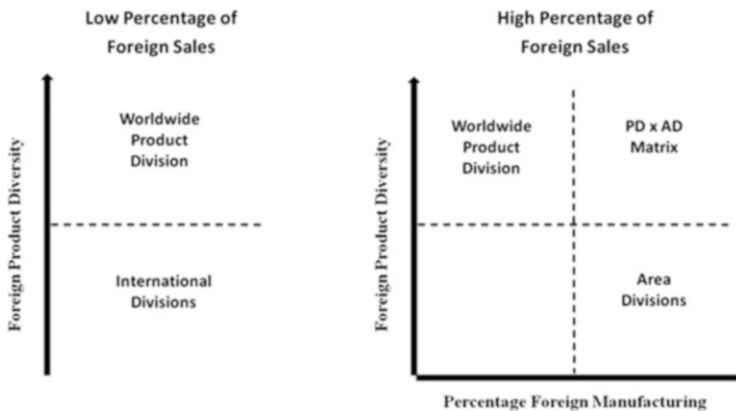 Low Percentage of
Foreign Sales
Foreign Product Diversity
Worldwide
Product
Division
International
Divisions
High Percentage of
Foreign Sales
Foreign Product Diversity
Worldwide
Product
Division
PD x AD
Matrix
Area
Divisions
Percentage Foreign Manufacturing